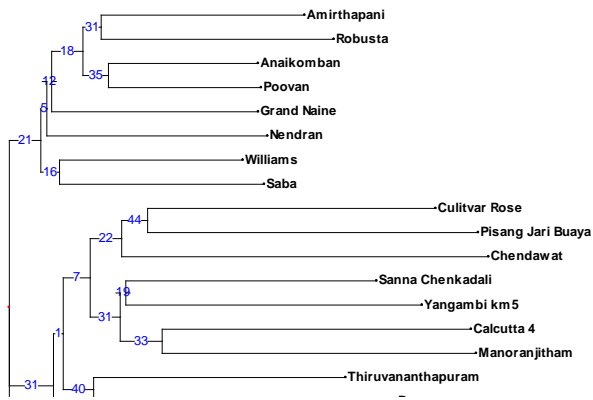 Amirthapani
31
Robusta
18
Anaikomban
35
12
Poovan
5
Grand Naine
Nendran
21
Williams
16
Saba
Culitvar Rose
44
Pisang Jari Buaya
22
Chendawat
7
Sanna Chenkadali
19
Yangambi km5
31
Calcutta 4
1
33
Manoranjitham
Thiruvananthapuram
31
40